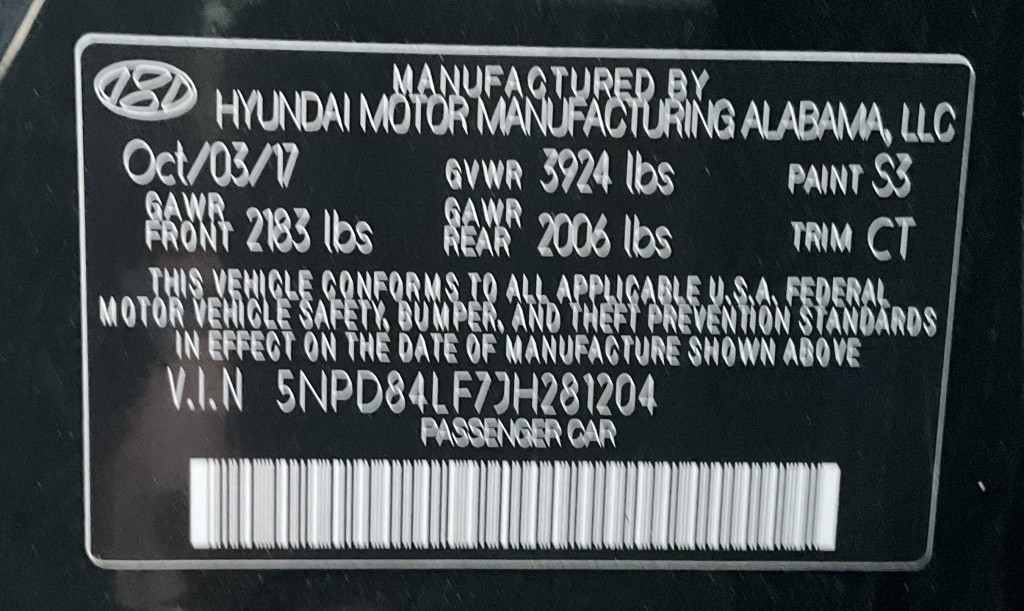 MANUFACTURED BY
HYUNDAI MOTOR MANUFACTURING ALABAMA, LLC
Oct/03/17 GVWR 3924 lbs PAINT S3
GAWR FRONT 2183 lbs GAWR REAR 2006 lbs TRIM CT
THIS VEHICLE CONFORMS TO ALL APPLICABLE U.S.A. FEDERAL
MOTOR VEHICLE SAFETY, BUMPER, AND THEFT PREVENTION STANDARDS
IN EFFECT ON THE DATE OF MANUFACTURE SHOWN ABOVE
V.I.N 5NPD84LF7JH281204
PASSENGER CAR